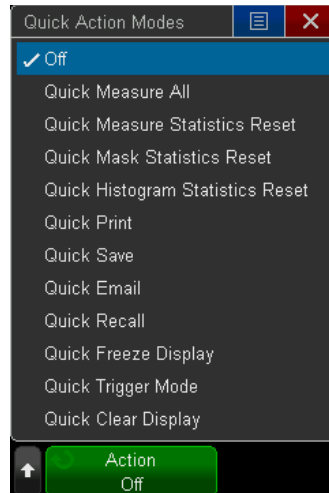 Quick Action Modes
Off
Quick Measure All
Quick Measure Statistics Reset
Quick Mask Statistics Reset
Quick Histogram Statistics Reset
Quick Print
Quick Save
Quick Email
Quick Recall
Quick Freeze Display
Quick Trigger Mode
Quick Clear Display
Action
Off